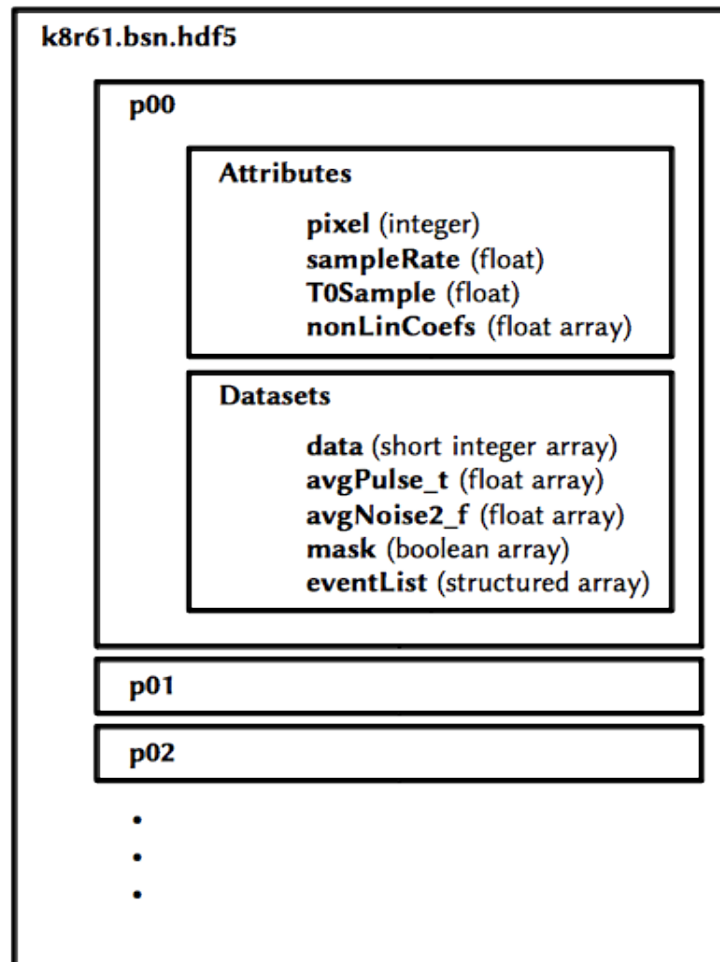 k8r61.bsn.hdf5
p00
Attributes
pixel (integer)
sampleRate (float)
T0Sample (float)
nonLinCoefs (float array)
Datasets
data (short integer array)
avgPulse_t (float array)
avgNoise2_f (float array)
mask (boolean array)
eventList (structured array)
p01
p02